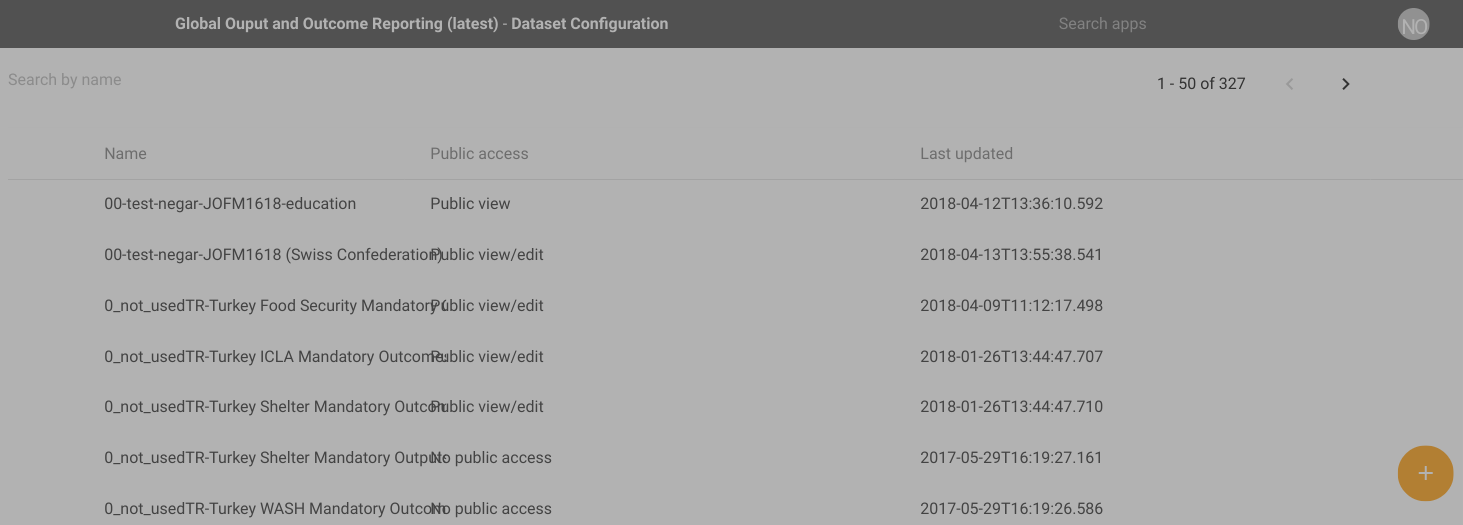 Global Ouput and Outcome Reporting (latest) - Dataset Configuration Search apps NO
Search by name 1 - 50 of 327
Name Public access Last updated
00-test-negar-JOFM1618-education Public view 2018-04-12T13:36:10.592
00-test-negar-JOFM1618 (Swiss Confederation) Public view/edit 2018-04-13T13:55:38.541
0_not_usedTR-Turkey Food Security Mandatory Public view/edit 2018-04-09T11:12:17.498
0_not_usedTR-Turkey ICLA Mandatory Outcome Public view/edit 2018-01-26T13:44:47.707
0_not_usedTR-Turkey Shelter Mandatory Outcom Public view/edit 2018-01-26T13:44:47.710
0_not_usedTR-Turkey Shelter Mandatory Output No public access 2017-05-29T16:19:27.161
0_not_usedTR-Turkey WASH Mandatory Outcom No public access 2017-05-29T16:19:26.586